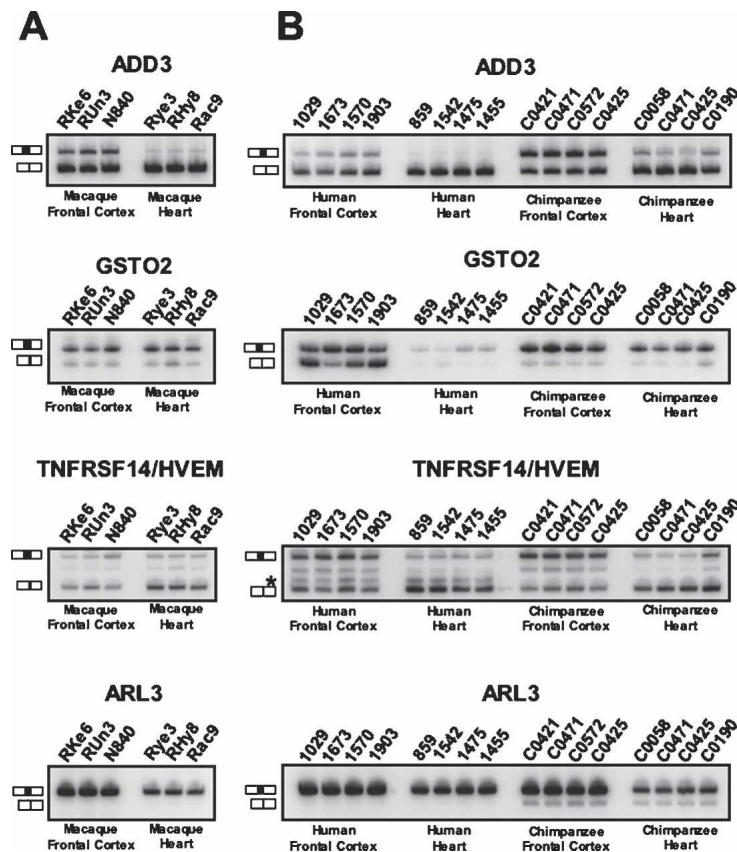 A
B
ADD3
RKe6 RUn3 N840 Rye3 RHy8 Rac9
Macaque Frontal Cortex
Macaque Heart
ADD3
1029 1673 1570 1903 859 1542 1475 1455 C0421 C0471 C0572 C0425 C0058 C0471 C0425 C0190
Human Frontal Cortex
Human Heart
Chimpanzee Frontal Cortex
Chimpanzee Heart
GSTO2
RKe6 RUn3 N840 Rye3 RHy8 Rac9
Macaque Frontal Cortex
Macaque Heart
GSTO2
1029 1673 1570 1903 859 1542 1475 1455 C0421 C0471 C0572 C0425 C0058 C0471 C0425 C0190
Human Frontal Cortex
Human Heart
Chimpanzee Frontal Cortex
Chimpanzee Heart
TNFRSF14/HVEM
RKe6 RUn3 N840 Rye3 RHy8 Rac9
Macaque Frontal Cortex
Macaque Heart
TNFRSF14/HVEM
1029 1673 1570 1903 859 1542 1475 1455 C0421 C0471 C0572 C0425 C0058 C0471 C0425 C0190
*
Human Frontal Cortex
Human Heart
Chimpanzee Frontal Cortex
Chimpanzee Heart
ARL3
RKe6 RUn3 N840 Rye3 RHy8 Rac9
Macaque Frontal Cortex
Macaque Heart
ARL3
1029 1673 1570 1903 859 1542 1475 1455 C0421 C0471 C0572 C0425 C0058 C0471 C0425 C0190
Human Frontal Cortex
Human Heart
Chimpanzee Frontal Cortex
Chimpanzee Heart